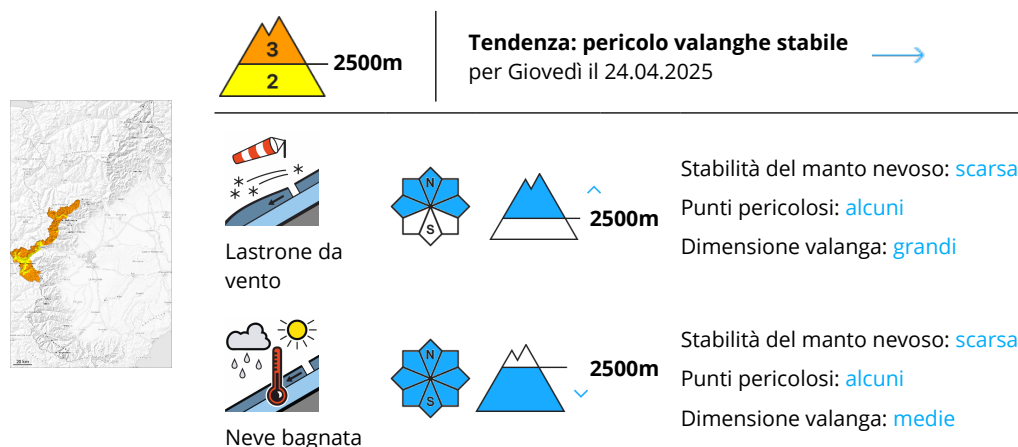 3
2
2500m
Tendenza: pericolo valanghe stabile
per Giovedì il 24.04.2025
20 km
Lastrone da
vento
N
S
2500m
Stabilità del manto nevoso: scarsa
Punti pericolosi: alcuni
Dimensione valanga: grandi
Neve bagnata
N
S
2500m
Stabilità del manto nevoso: scarsa
Punti pericolosi: alcuni
Dimensione valanga: medie